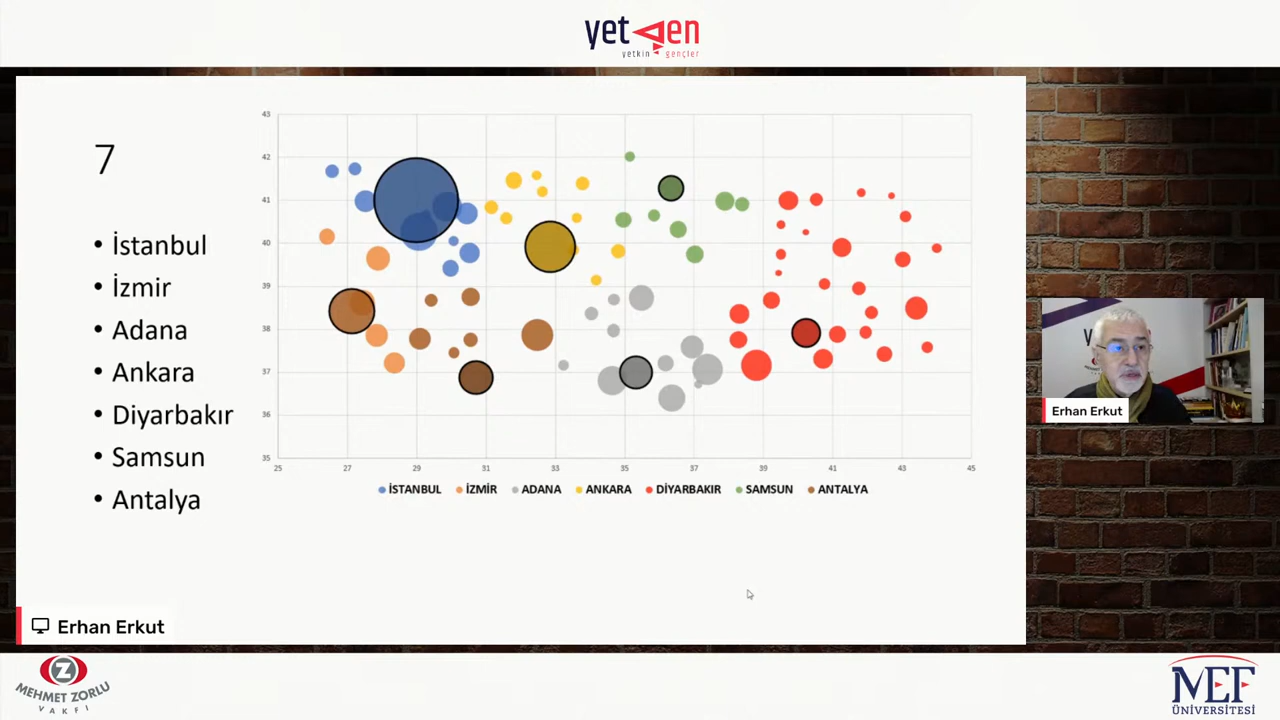 yetgen
yetkin gençler
7
• İstanbul
• İzmir
• Adana
• Ankara
• Diyarbakır
• Samsun
• Antalya
43
42
41
40
39
38
37
36
35
25 27 29 31 33 35 37 39 41 43 45
İSTANBUL İZMİR ADANA ANKARA DİYARBAKIR SAMSUN ANTALYA
Erhan Erkut
Erhan Erkut
MEHMET ZORLU
VAKFI
MEF
ÜNİVERSİTESİ